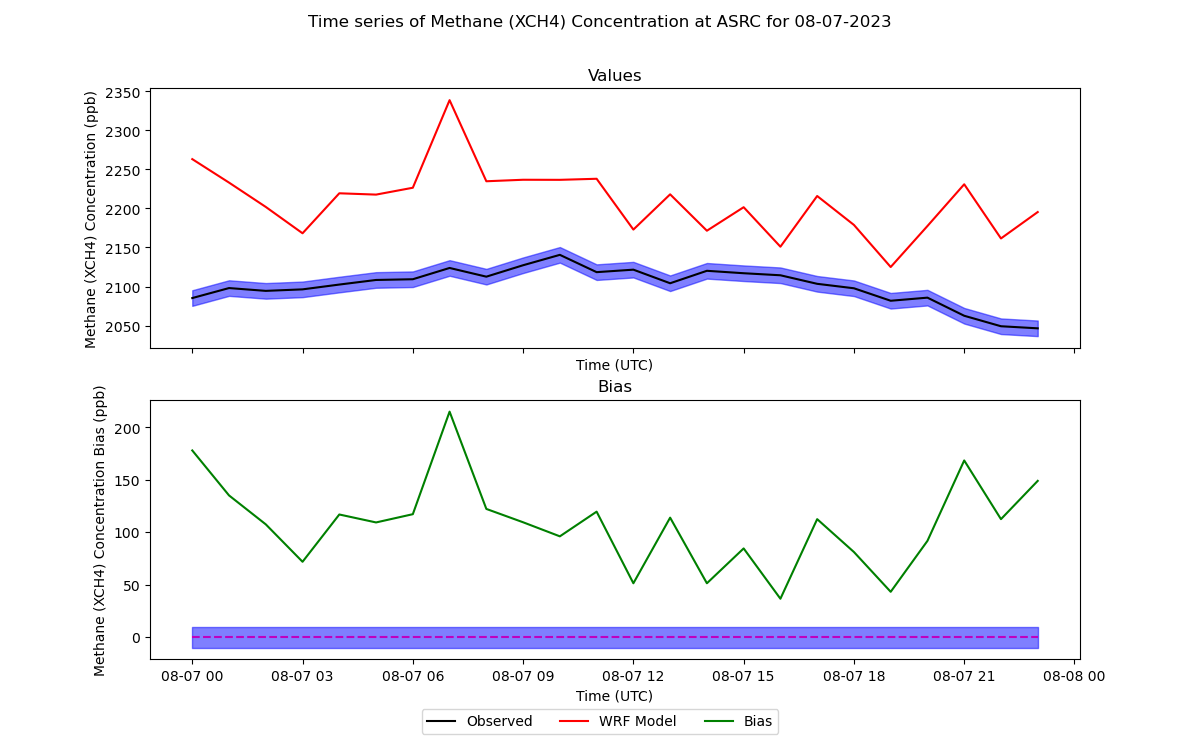 Time series of Methane (XCH4) Concentration at ASRC for 08-07-2023
Values
Methane (XCH4) Concentration (ppb)
2350
2300
2250
2200
2150
2100
2050
Time (UTC)
Bias
Methane (XCH4) Concentration Bias (ppb)
200
150
100
50
0
08-07 00 08-07 03 08-07 06 08-07 09 08-07 12 08-07 15 08-07 18 08-07 21 08-08 00
Time (UTC)
Observed WRF Model Bias